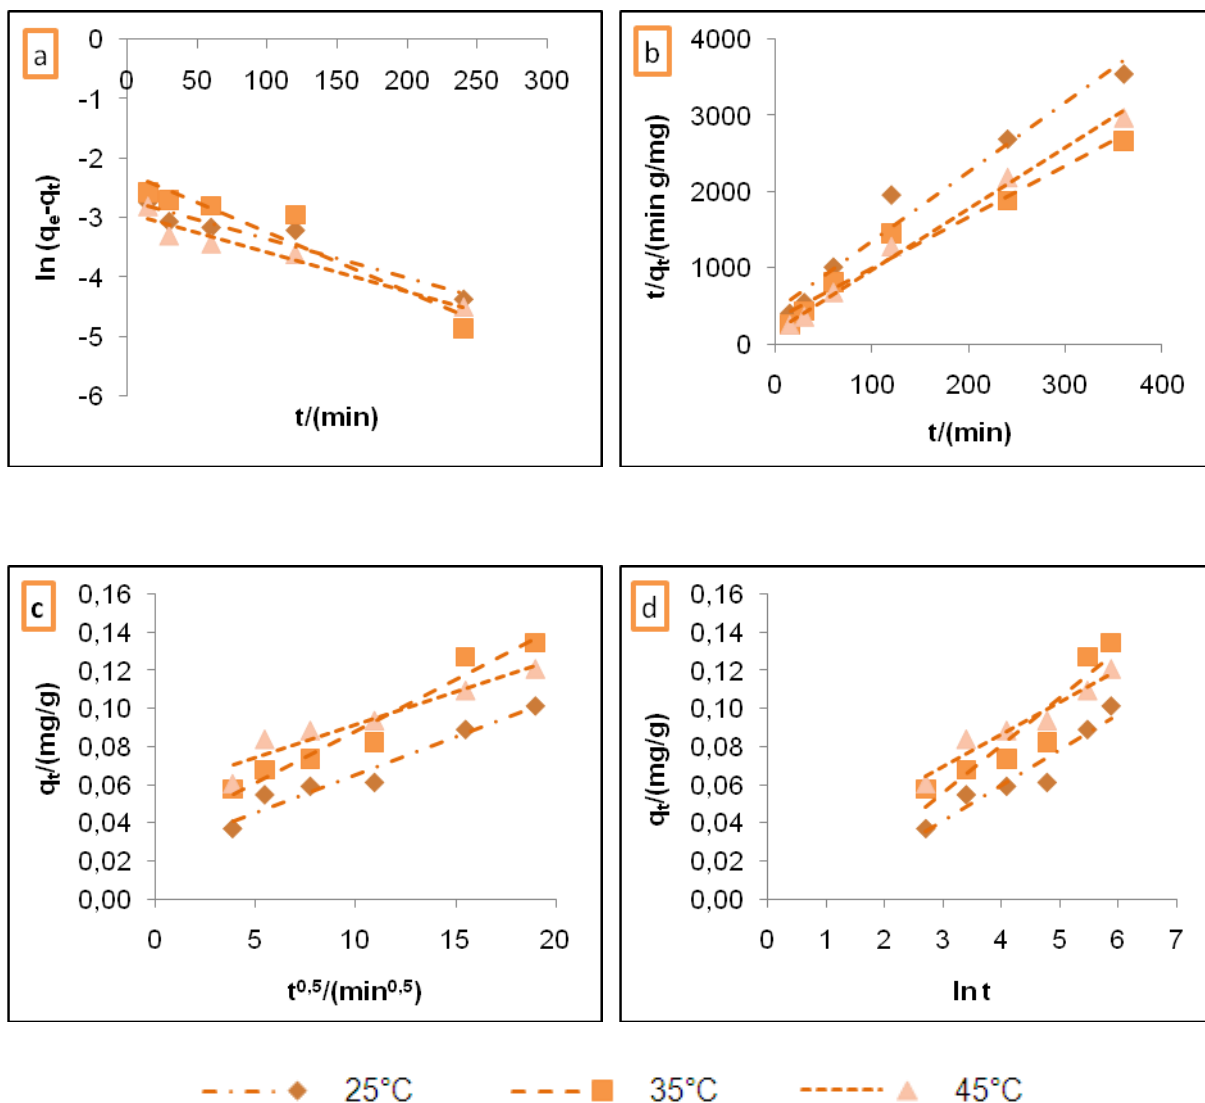 a
0
0 50 100 150 200 250 300
-1
-2
-3
-4
-5
-6
ln (qₑ-qₜ)
t/(min)
b
4000
3000
2000
1000
0
0 100 200 300 400
t/qₜ/(min g/mg)
t/(min)
c
0,16
0,14
0,12
0,10
0,08
0,06
0,04
0,02
0,00
0 5 10 15 20
qₜ/(mg/g)
t⁰˒⁵/(min⁰˒⁵)
d
0,16
0,14
0,12
0,10
0,08
0,06
0,04
0,02
0,00
0 1 2 3 4 5 6 7
qₜ/(mg/g)
ln t
25°C 35°C 45°C